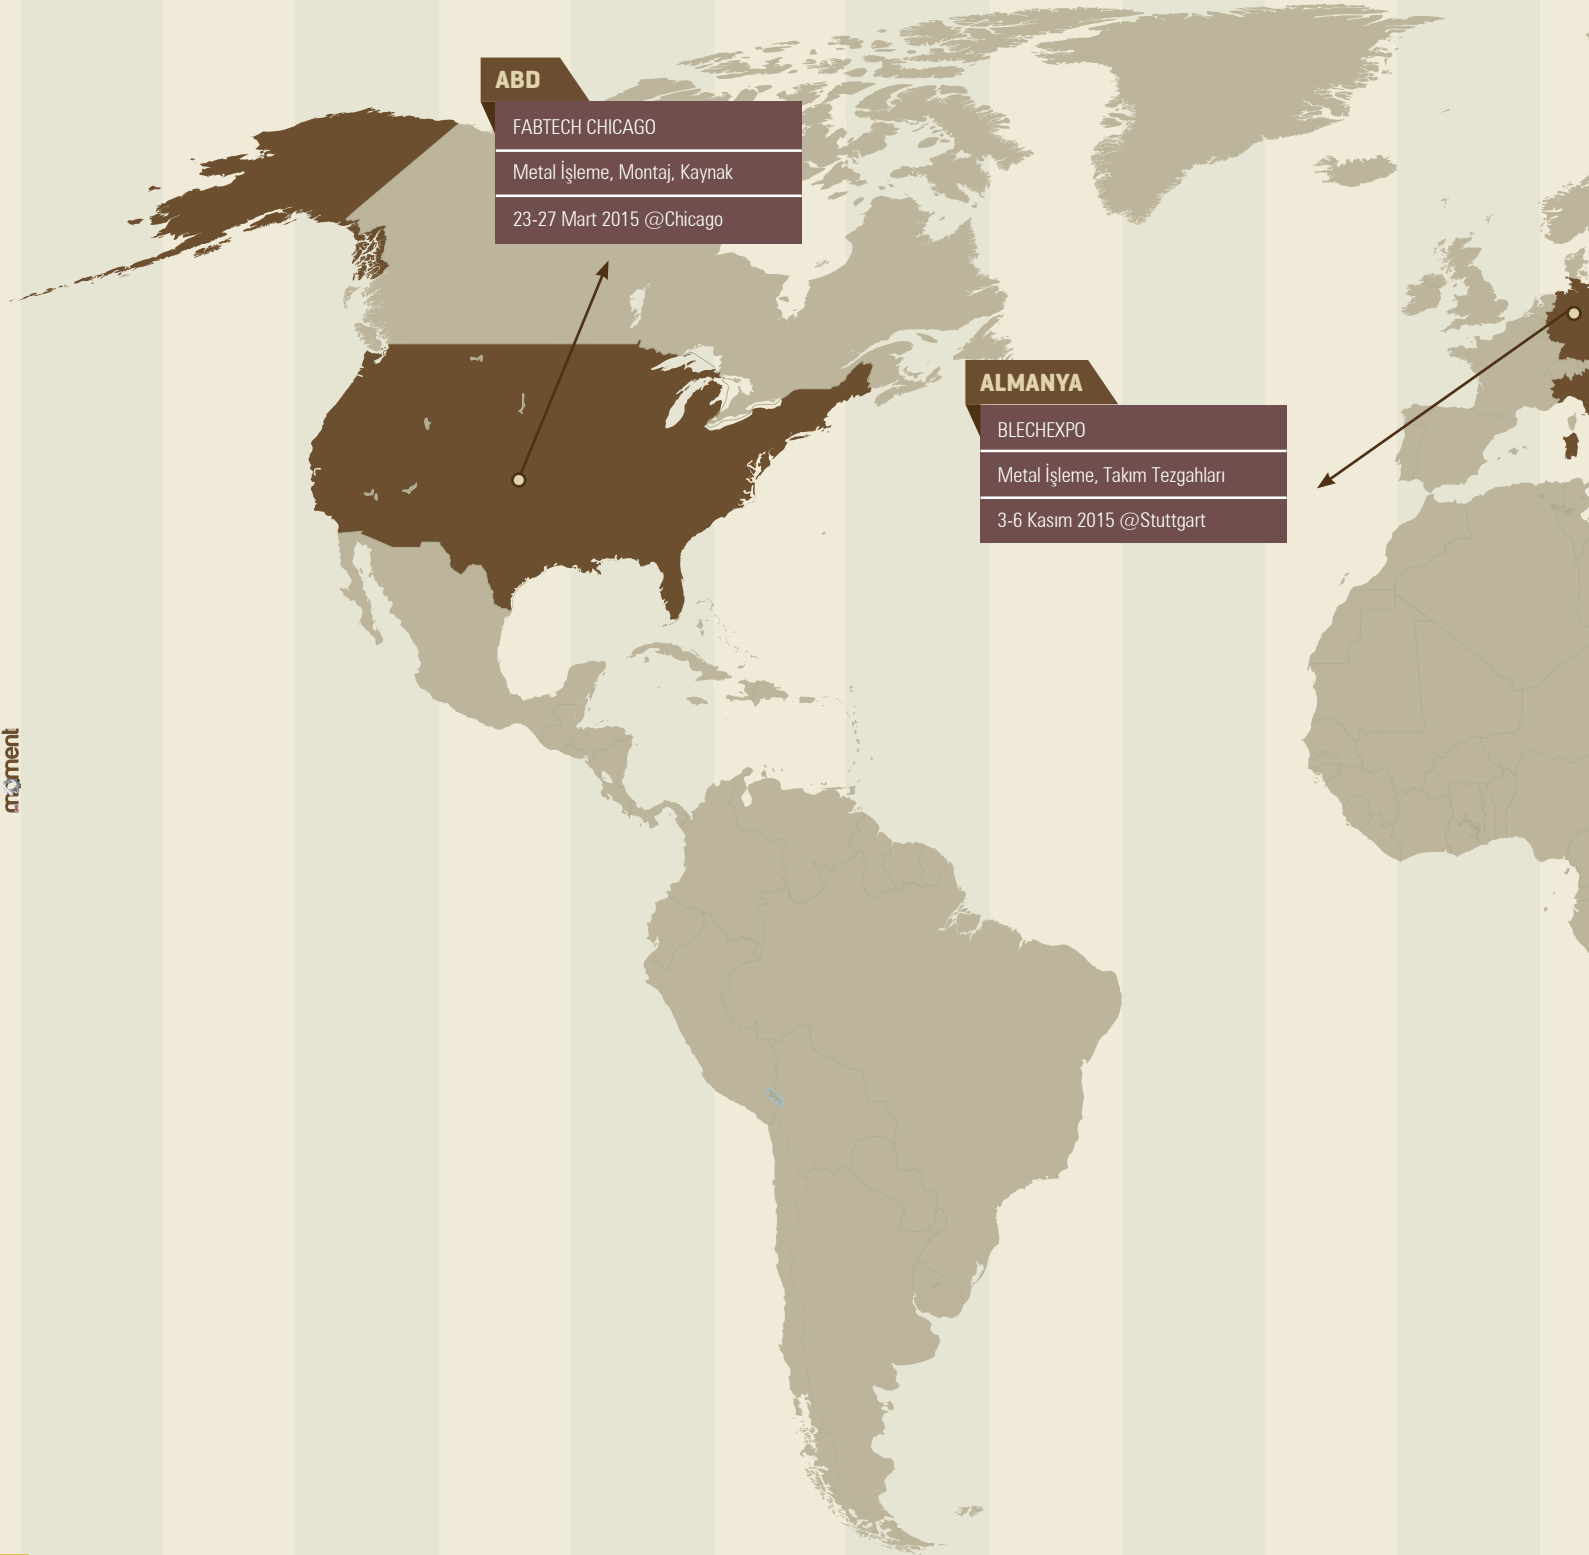 ABD
FABTECH CHICAGO
Metal İşleme, Montaj, Kaynak
23-27 Mart 2015 @Chicago
ALMANYA
BLECHEXPO
Metal İşleme, Takım Tezgahları
3-6 Kasım 2015 @Stuttgart
moment